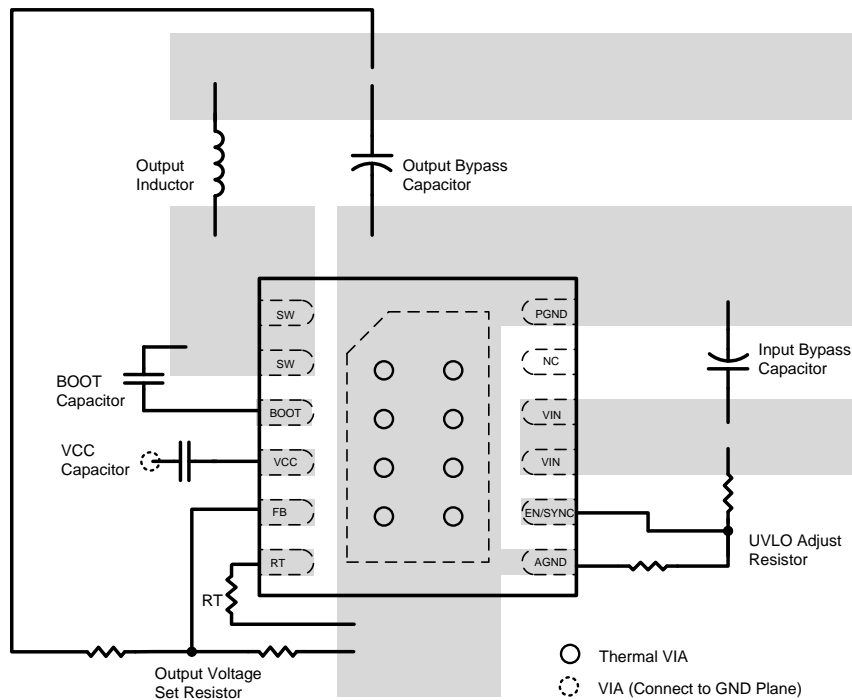 Output
Inductor
Output Bypass
Capacitor
SW
PGND
SW
NC
Input Bypass
Capacitor
BOOT
Capacitor
BOOT
VIN
VCC
Capacitor
VCC
VIN
FB
EN/SYNC
UVLO Adjust
Resistor
RT
AGND
RT
Output Voltage
Set Resistor
Thermal VIA
VIA (Connect to GND Plane)